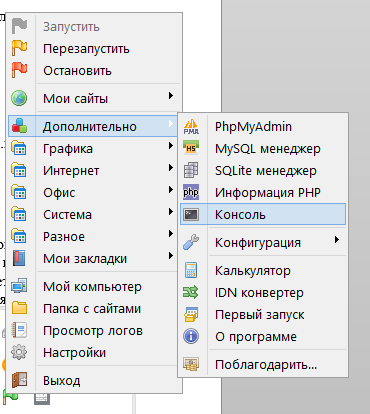 Запустить
Перезапустить
Остановить
Мои сайты
Дополнительно
Графика
Интернет
Офис
Система
Разное
Мои закладки
Мой компьютер
Папка с сайтами
Просмотр логов
Настройки
Выход
PMA
PhpMyAdmin
HS
MySQL менеджер
SQLite менеджер
php
Информация PHP
Консоль
Конфигурация
Калькулятор
IDN конвертер
Первый запуск
О программе
Поблагодарить...